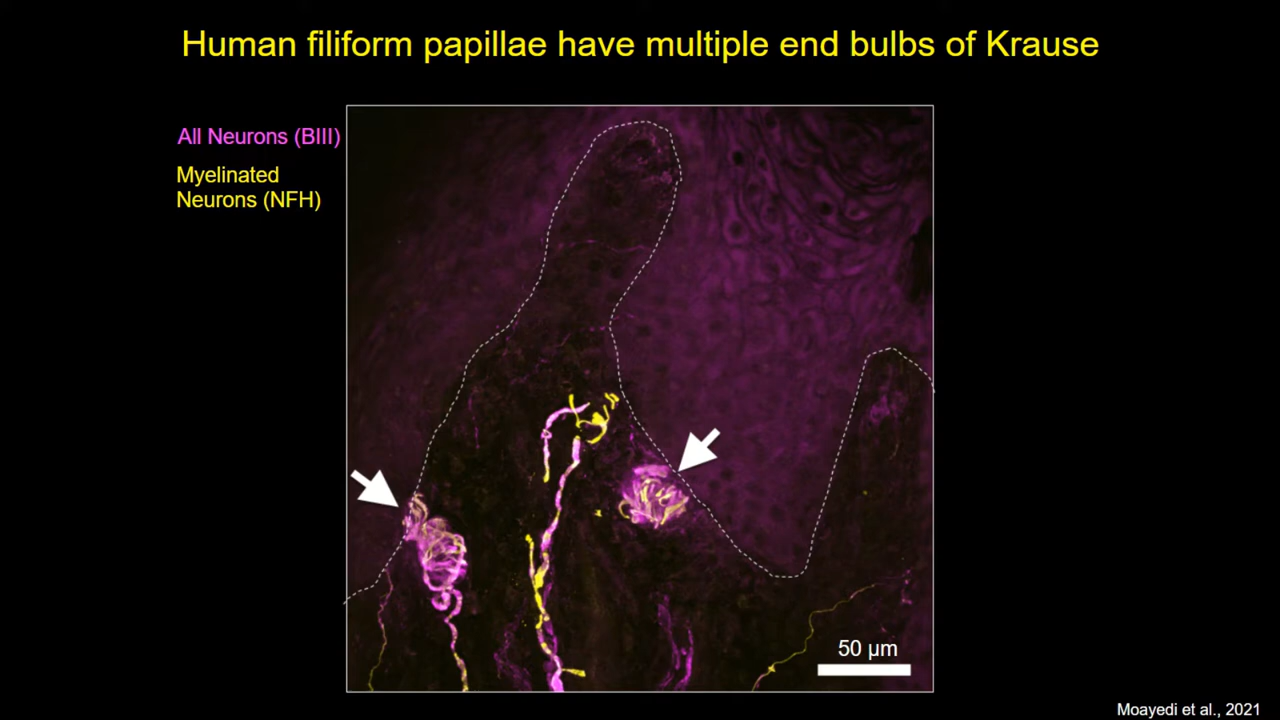 Human filiform papillae have multiple end bulbs of Krause
All Neurons (BIII)
Myelinated
Neurons (NFH)
50 µm
Moayedi et al., 2021